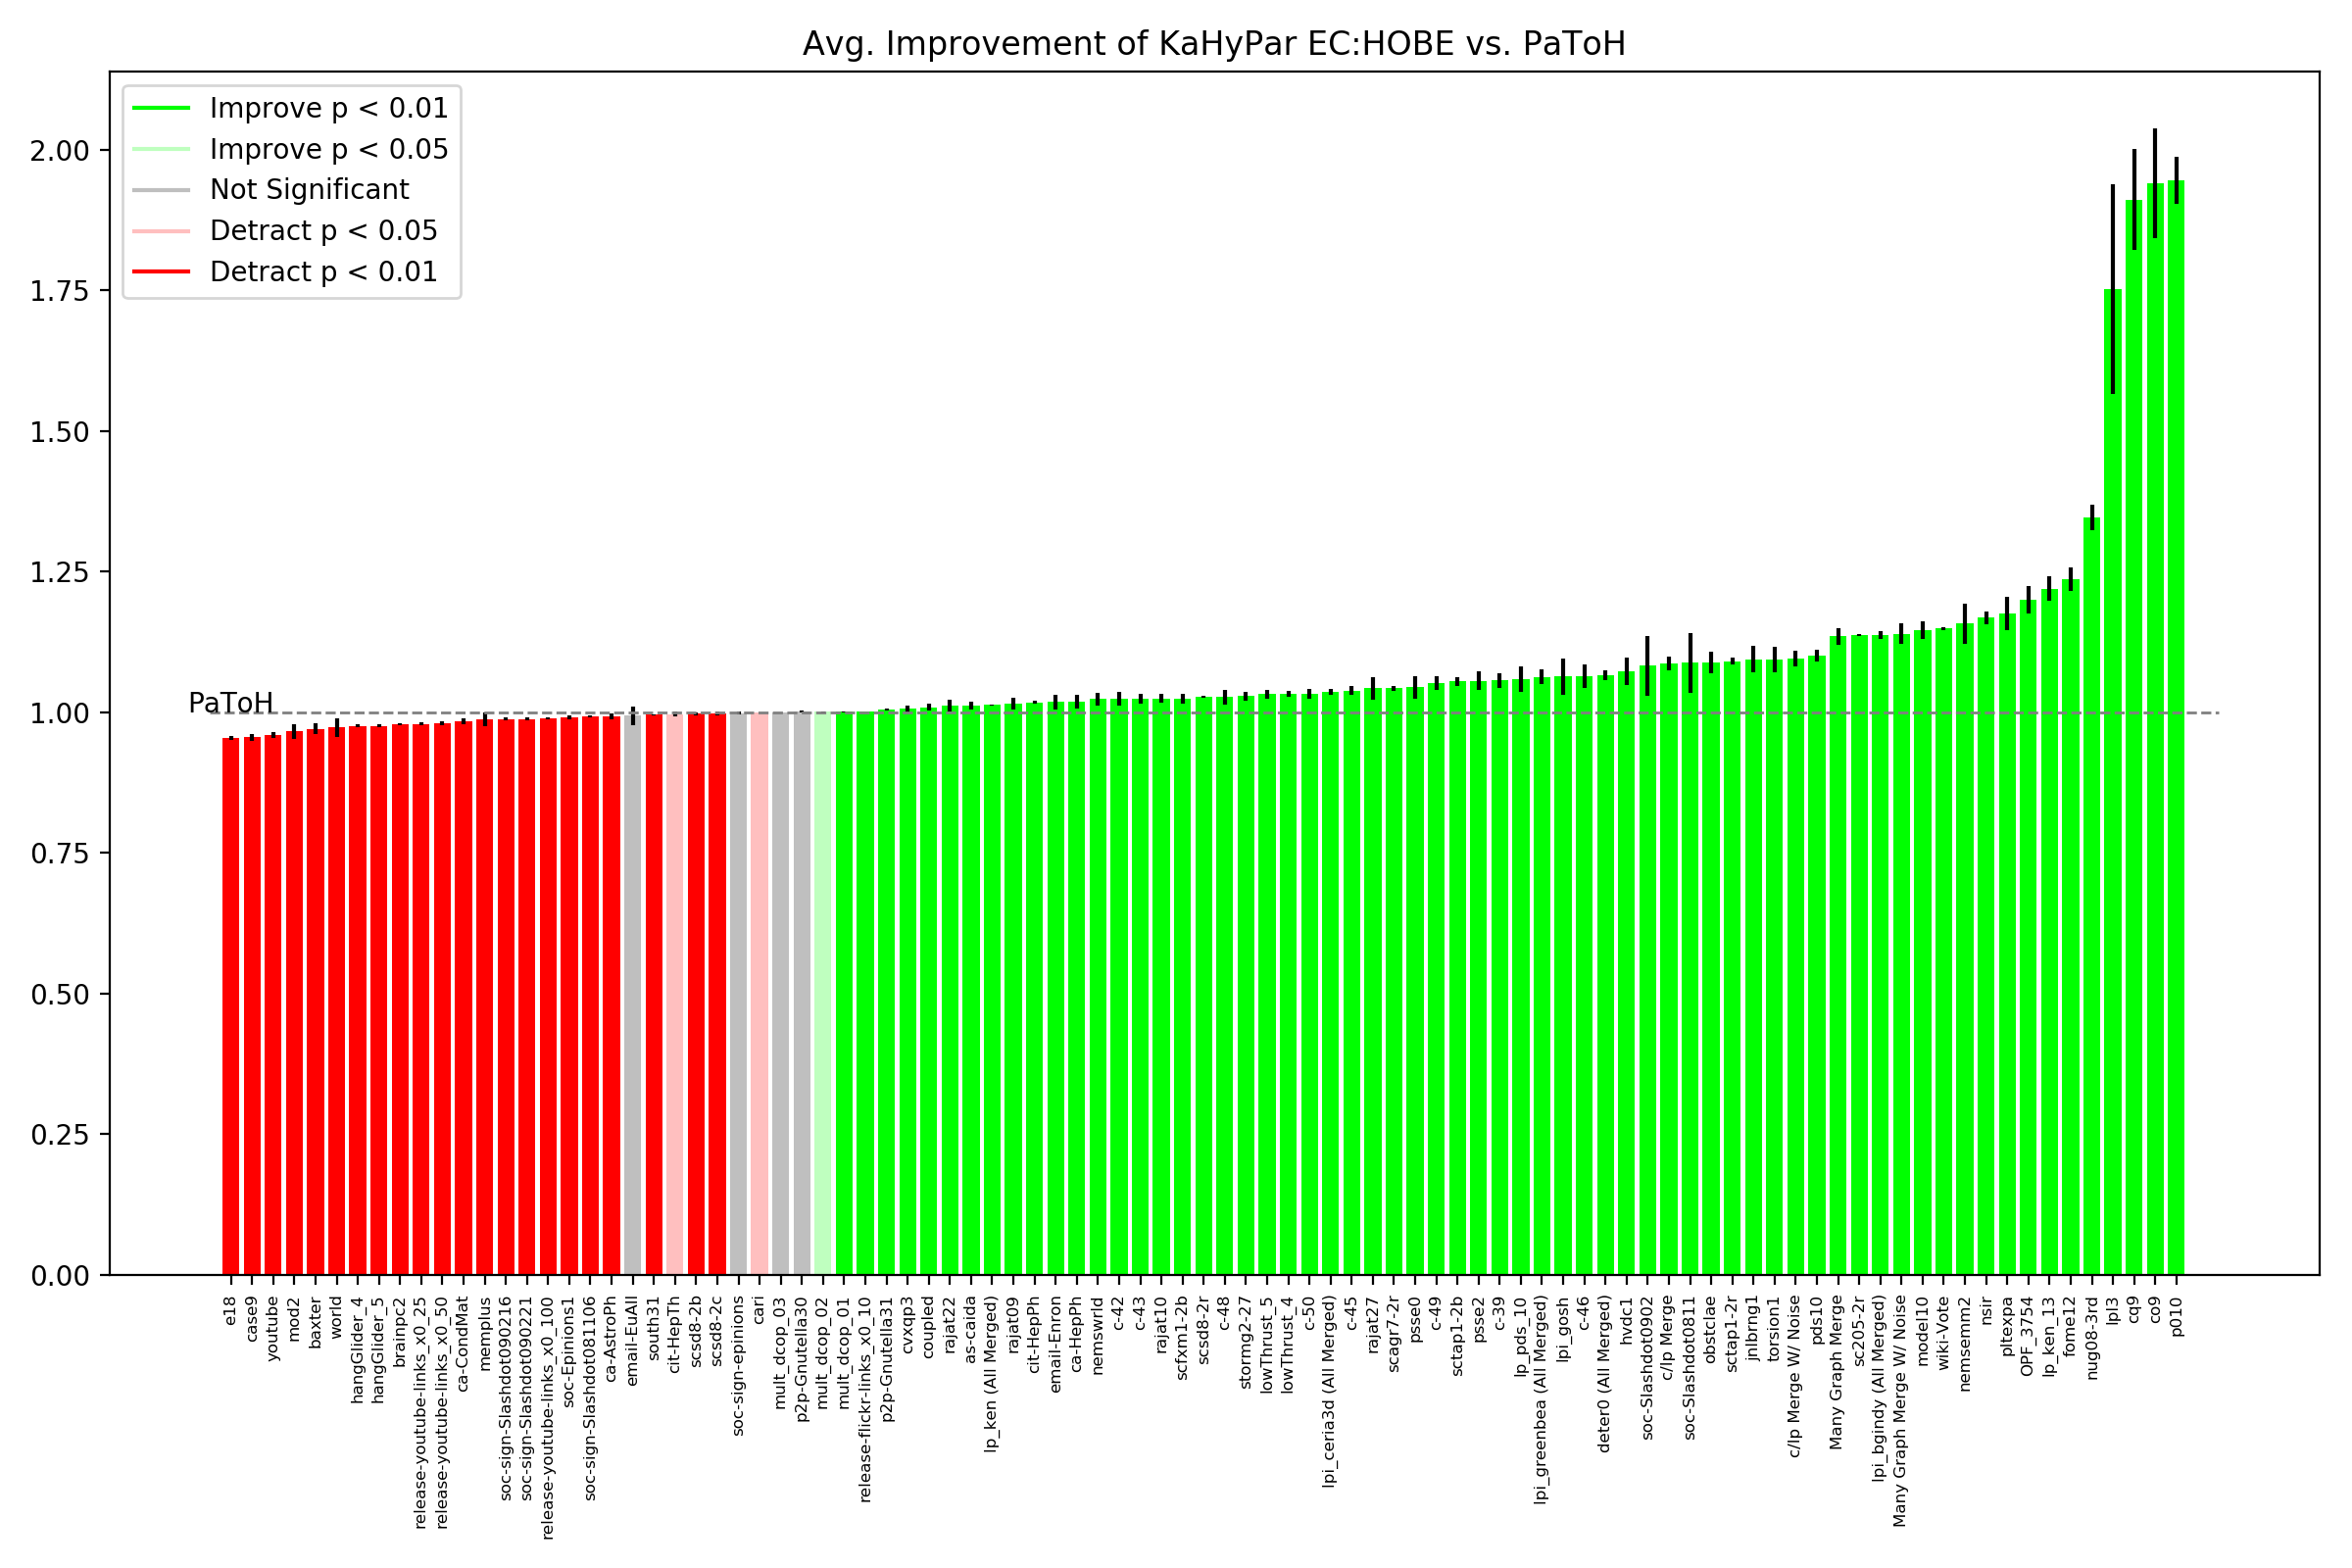 Avg. Improvement of KaHyPar EC:HOBE vs. PaToH
Improve p < 0.01
Improve p < 0.05
Not Significant
Detract p < 0.05
Detract p < 0.01
2.00
1.75
1.50
1.25
1.00
0.75
0.50
0.25
0.00
PaToH
e18
case9
youtube
mod2
baxter
world
hangGlider_4
hangGlider_5
brainpc2
release-youtube-links_x0_25
release-youtube-links_x0_50
ca-CondMat
memplus
soc-sign-Slashdot090216
soc-sign-Slashdot090221
release-youtube-links_x0_100
soc-Epinions1
soc-sign-Slashdot081106
ca-AstroPh
email-EuAll
south31
cit-HepTh
scsd8-2b
scsd8-2c
soc-sign-epinions
cari
mult_dcop_03
p2p-Gnutella30
mult_dcop_02
mult_dcop_01
release-flickr-links_x0_10
p2p-Gnutella31
cvxqp3
coupled
rajat22
as-caida
lp_ken (All Merged)
rajat09
cit-HepPh
email-Enron
ca-HepPh
nemswrld
c-42
c-43
rajat10
scfxm1-2b
scsd8-2r
c-48
stormg2-27
lowThrust_5
lowThrust_4
c-50
lpi_ceria3d (All Merged)
c-45
rajat27
scagr7-2r
psse0
c-49
sctap1-2b
psse2
c-39
lp_pds_10
lpi_greenbea (All Merged)
lpi_gosh
c-46
deter0 (All Merged)
hvdc1
soc-Slashdot0902
c/lp Merge
soc-Slashdot0811
obstclae
sctap1-2r
jnlbrng1
torsion1
c/lp Merge W/ Noise
pds10
Many Graph Merge
sc205-2r
lpi_bgindy (All Merged)
Many Graph Merge W/ Noise
model10
wiki-Vote
nemsemm2
nsir
pltexpa
OPF_3754
lp_ken_13
fome12
nug08-3rd
lpl3
cq9
co9
p010